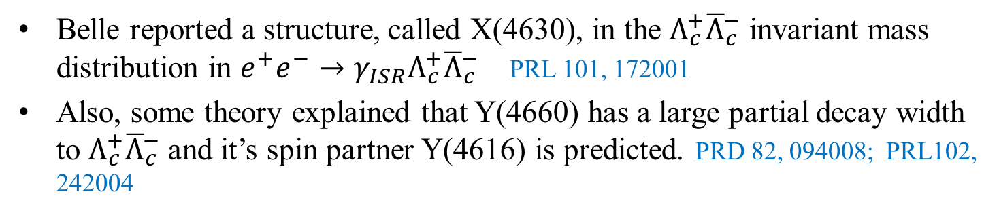 • Belle reported a structure, called X(4630), in the Λ_c^+ Λ̅_c^- invariant mass
distribution in e^+e^- → γ_{ISR}Λ_c^+ Λ̅_c^- PRL 101, 172001
• Also, some theory explained that Y(4660) has a large partial decay width
to Λ_c^+ Λ̅_c^- and it's spin partner Y(4616) is predicted. PRD 82, 094008; PRL102,
242004